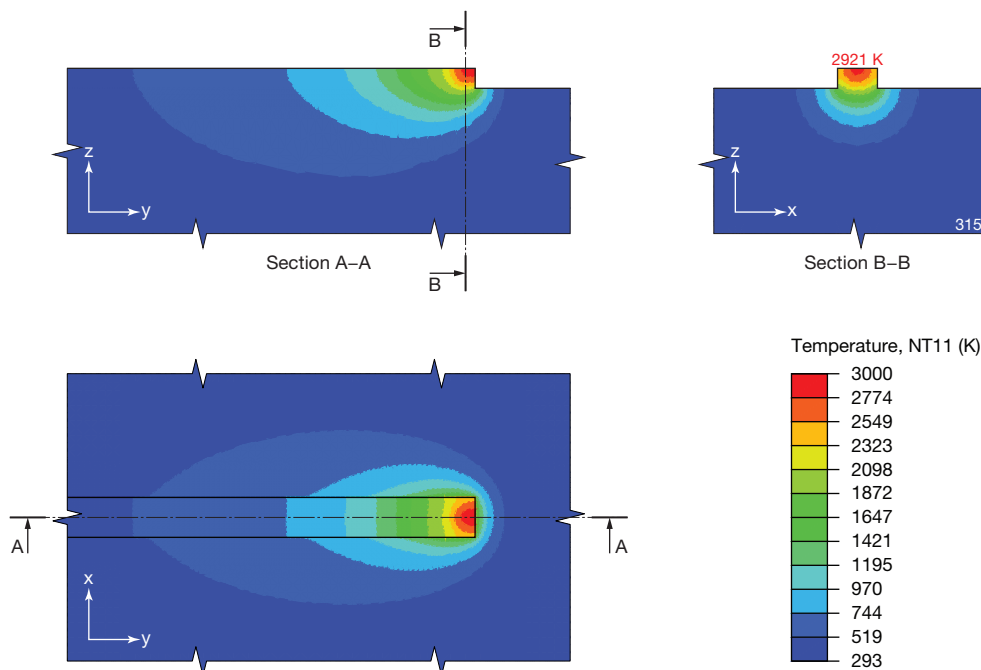 B
z
y
Section A–A
B
2921 K
z
x
315
Section B–B
A
x
y
A
Temperature, NT11 (K)
3000
2774
2549
2323
2098
1872
1647
1421
1195
970
744
519
293